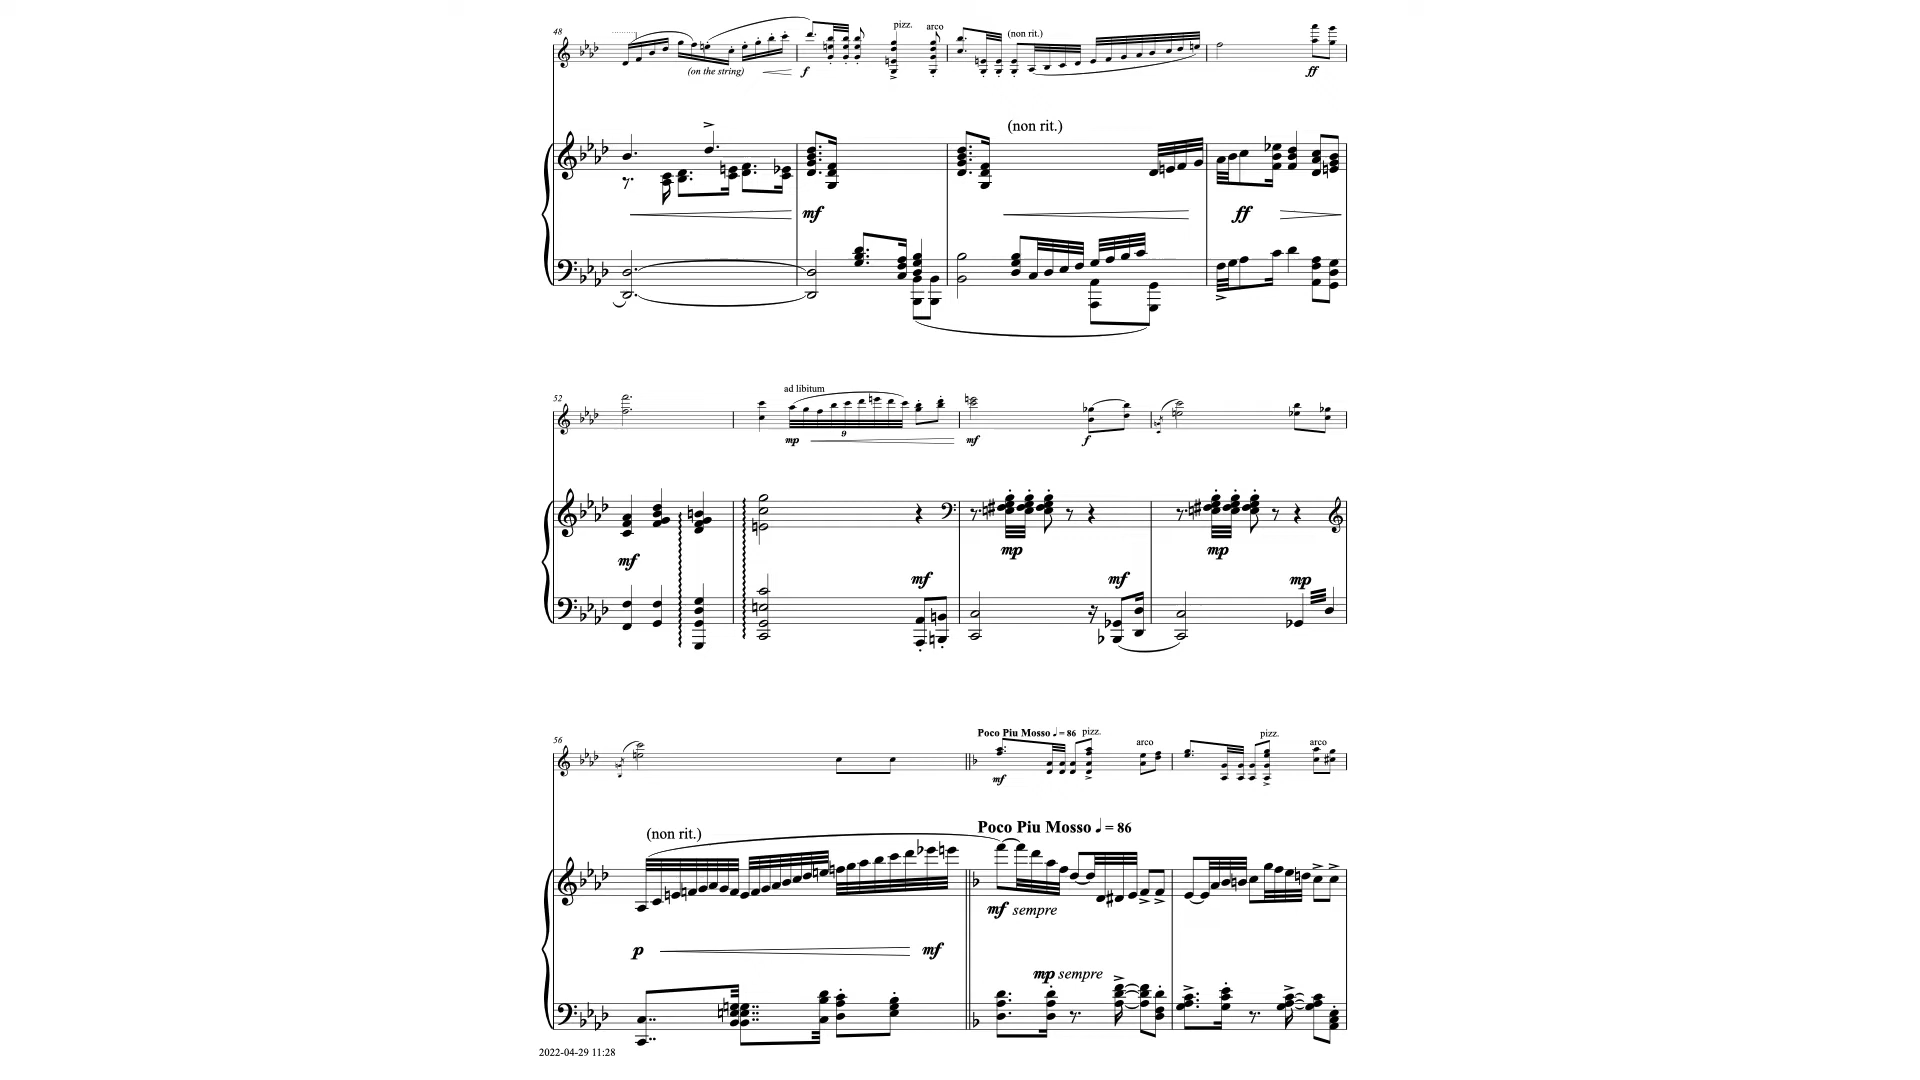 48
pizz.
arco
(non rit.)
(on the string)
f
ff
(non rit.)
mf
ff
52
ad libitum
9
mp
mf
f
mf
mp
mp
mf
mf
mp
56
Poco Piu Mosso ♩ = 86
pizz.
arco
pizz.
arco
mf
(non rit.)
Poco Piu Mosso ♩ = 86
mf sempre
p
mf
mp sempre
2022-04-29 11:28